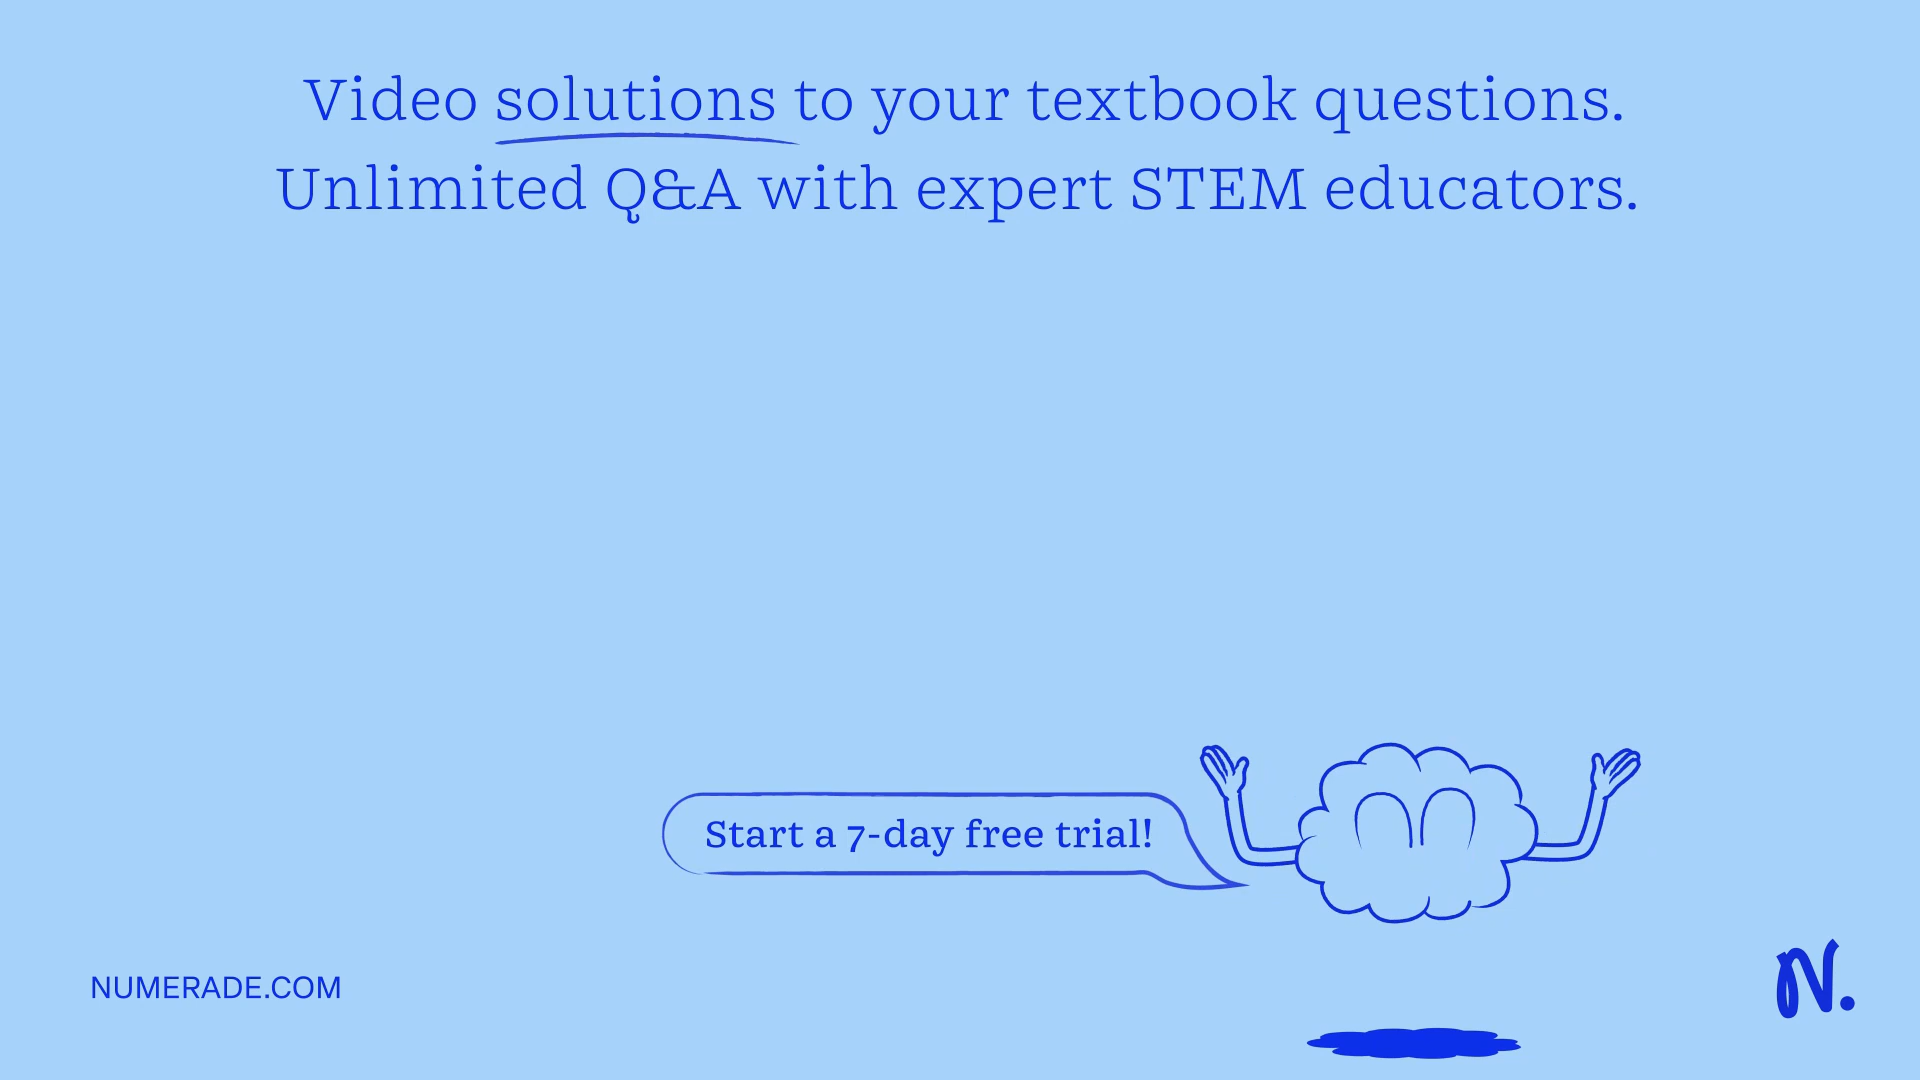 Video solutions to your textbook questions.
Unlimited Q&A with expert STEM educators.
Start a 7-day free trial!
NUMERADE.COM
N.